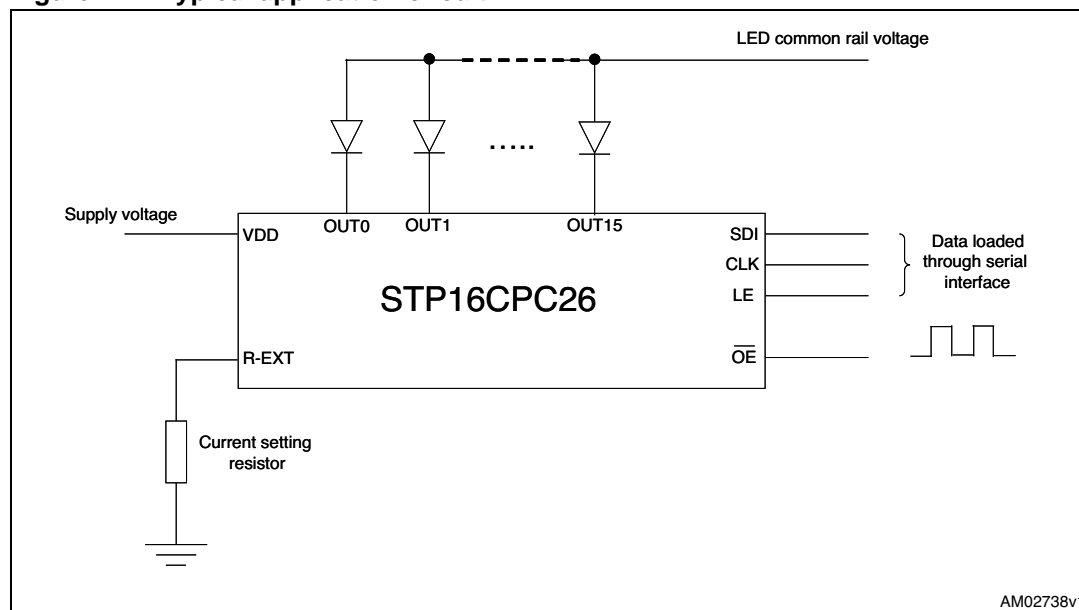 LED common rail voltage
.....
Supply voltage
VDD
OUT0
OUT1
OUT15
SDI
CLK
LE
Data loaded
through serial
interface
STP16CPC26
R-EXT
OE
Current setting
resistor
AM02738v1